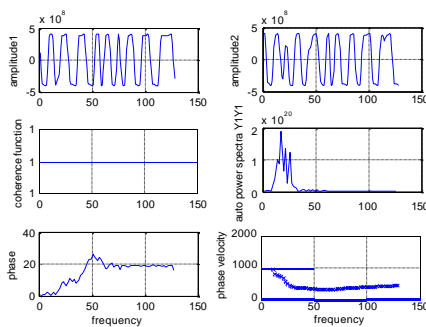 x 10^8
5
0
-5
amplitude1
0 50 100 150
x 10^8
5
0
-5
amplitude2
0 50 100 150
1
1
1
coherence function
0 50 100 150
x 10^20
2
1
0
auto power spectra Y1Y1
0 50 100 150
40
20
0
phase
0 50 100 150
frequency
2000
1000
0
phase velocity
0 50 100 150
frequency